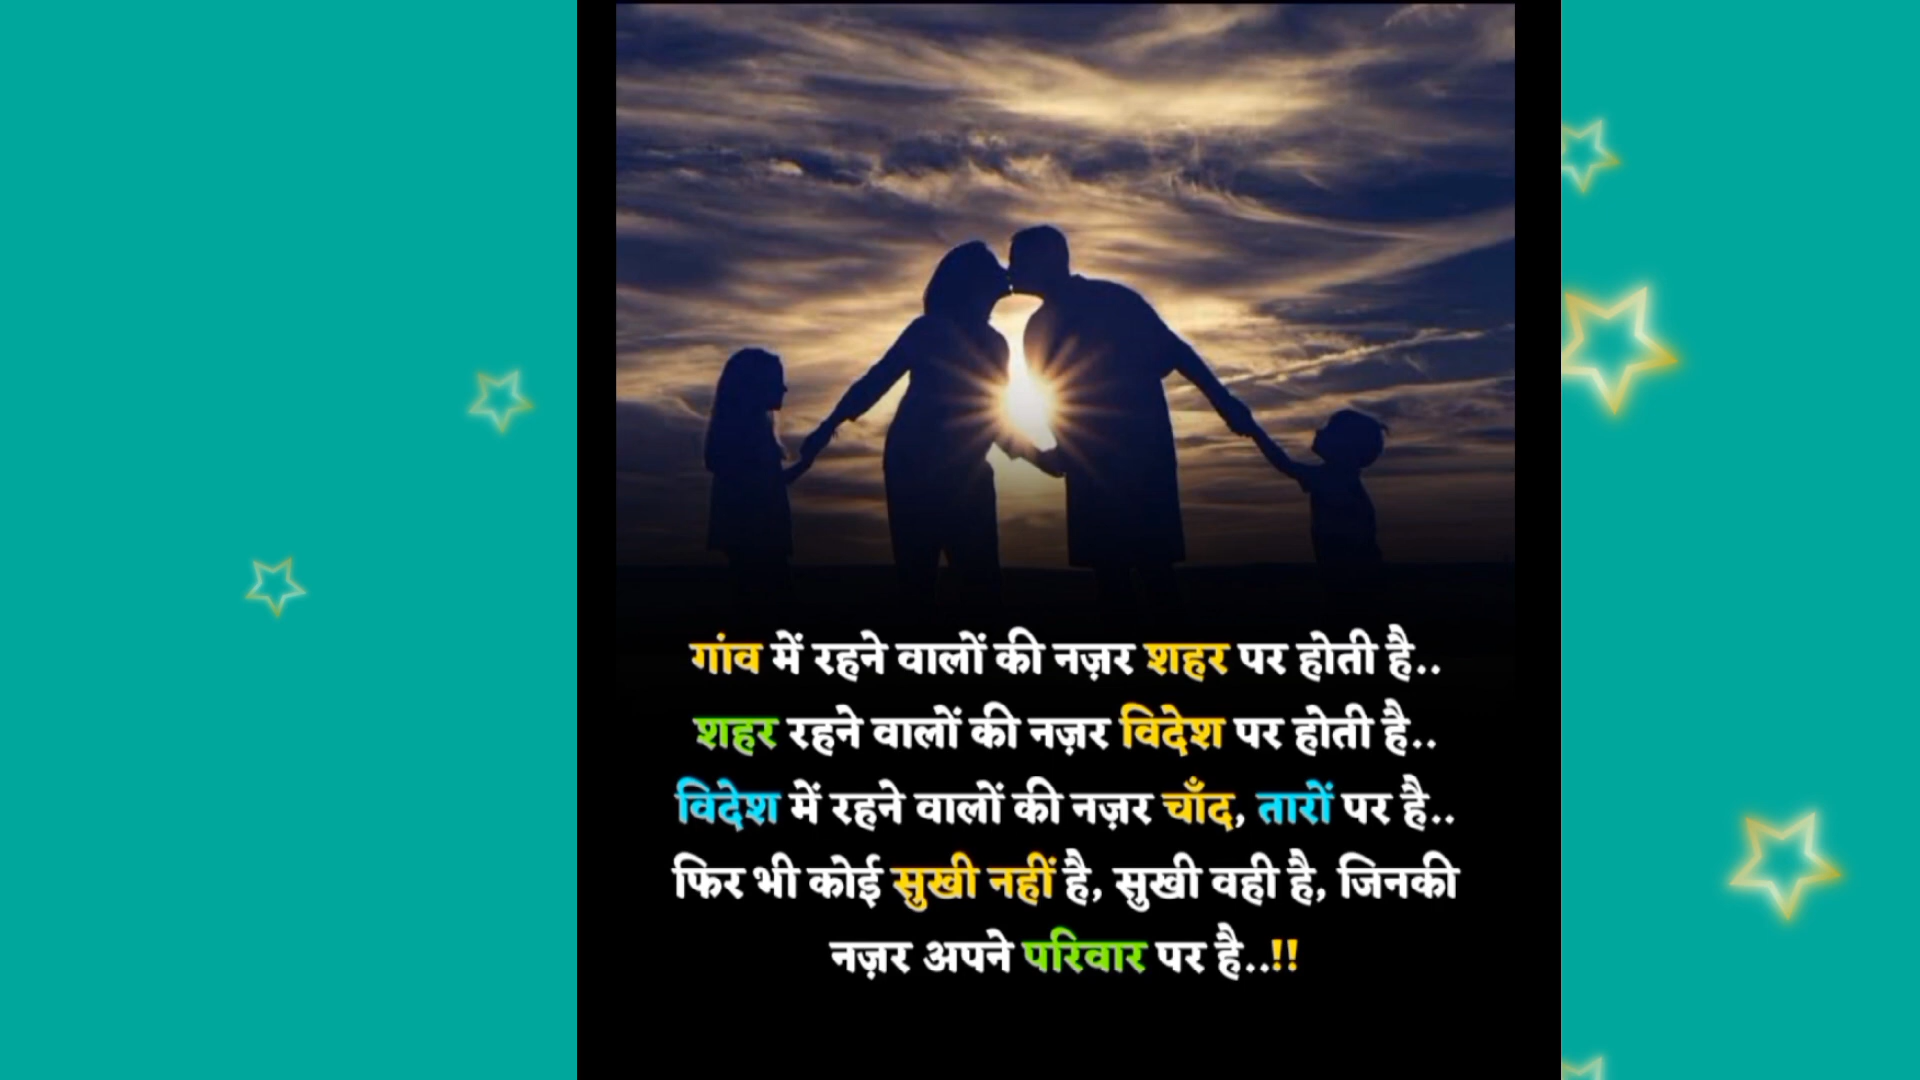 गांव में रहने वालों की नज़र शहर पर होती है..
शहर रहने वालों की नज़र विदेश पर होती है..
विदेश में रहने वालों की नज़र चाँद, तारों पर है..
फिर भी कोई सुखी नहीं है, सुखी वही है, जिनकी
नज़र अपने परिवार पर है..!!